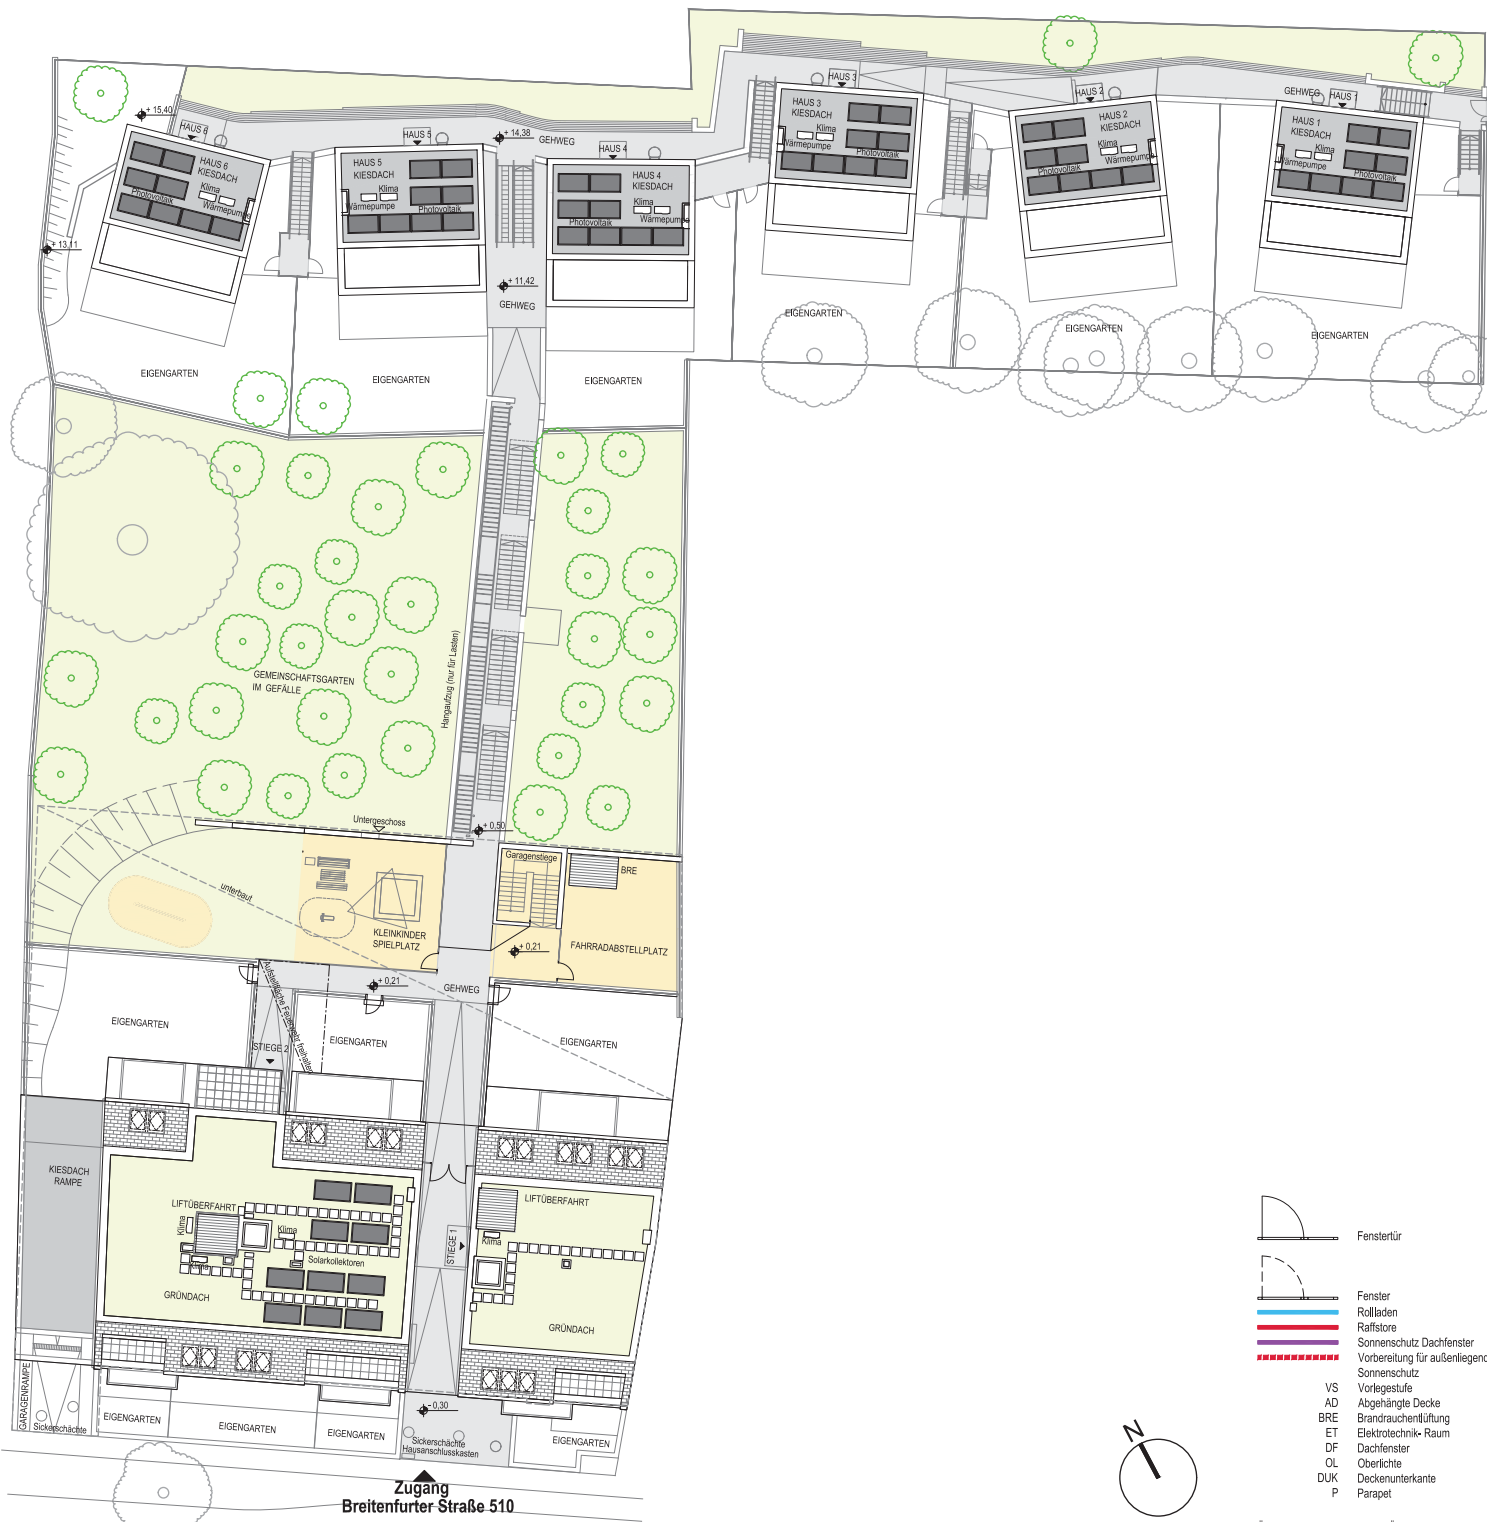 HAUS 3
HAUS 2
HAUS 1
GEHWEG
+ 15,40
HAUS 6
HAUS 5
+ 14,38
GEHWEG
HAUS 4
HAUS 6
KIESDACH
Klima
Wärmepumpe
Photovoltaik
HAUS 5
KIESDACH
Klima
Wärmepumpe
Photovoltaik
HAUS 4
KIESDACH
Klima
Wärmepumpe
Photovoltaik
HAUS 3
KIESDACH
Klima
Wärmepumpe
Photovoltaik
HAUS 2
KIESDACH
Klima
Wärmepumpe
Photovoltaik
HAUS 1
KIESDACH
Klima
Wärmepumpe
Photovoltaik
+ 13,11
+ 11,42
GEHWEG
EIGENGARTEN
EIGENGARTEN
EIGENGARTEN
EIGENGARTEN
EIGENGARTEN
EIGENGARTEN
GEMEINSCHAFTSGARTEN
IM GEFÄLLE
Hangaufzug (nur für Lasten)
Untergeschoss
+ 0,50
Garagenstiege
BRE
unterbaut
KLEINKINDER
SPIELPLATZ
+ 0,21
FAHRRADABSTELLPLATZ
+ 0,21
GEHWEG
Aufstellfläche Feuerwehr freihalten
EIGENGARTEN
STIEGE 2
EIGENGARTEN
EIGENGARTEN
KIESDACH
RAMPE
LIFTÜBERFAHRT
Klima
Klima
Klima
Solarkollektoren
GRÜNDACH
STIEGE 1
LIFTÜBERFAHRT
Klima
GRÜNDACH
GARAGENRAMPE
Sickerschächte
EIGENGARTEN
EIGENGARTEN
EIGENGARTEN
- 0,30
Sickerschächte
Hausanschlusskasten
EIGENGARTEN
Zugang
Breitenfurter Straße 510
N
Fenstertür
Fenster
Rollladen
Raffstore
Sonnenschutz Dachfenster
Vorbereitung für außenliegend
Sonnenschutz
VS Vorlegestufe
AD Abgehängte Decke
BRE Brandrauchentlüftung
ET Elektrotechnik- Raum
DF Dachfenster
OL Oberlichte
DUK Deckenunterkante
P Parapet